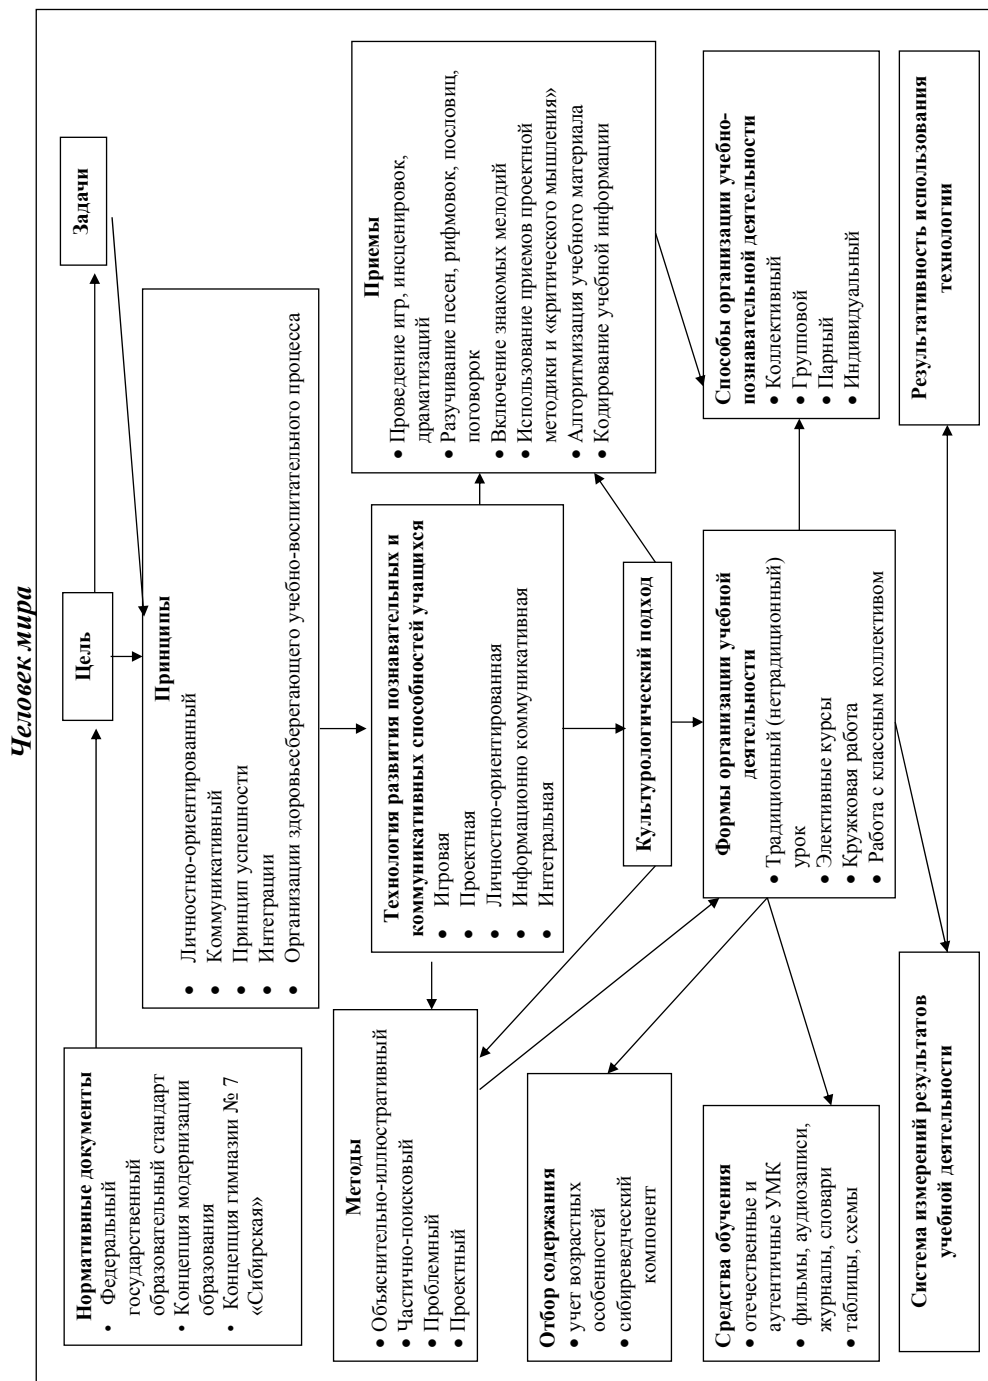 Человек мира
Нормативные документы
• Федеральный
государственный
образовательный стандарт
• Концепция модернизации
образования
• Концепция гимназии № 7
«Сибирская»
Цель
Задачи
Принципы
• Личностно-ориентированный
• Коммуникативный
• Принцип успешности
• Интеграции
• Организации здоровьесберегающего учебно-воспитательного процесса
Методы
• Объяснительно-иллюстративный
• Частично-поисковый
• Проблемный
• Проектный
Технология развития познавательных и
коммуникативных способностей учащихся
• Игровая
• Проектная
• Личностно-ориентированная
• Информационно коммуникативная
• Интегральная
Приемы
• Проведение игр, инсценировок,
драматизаций
• Разучивание песен, рифмовок, пословиц,
поговорок
• Включение знакомых мелодий
• Использование приемов проектной
методики и «критического мышления»
• Алгоритмизация учебного материала
• Кодирование учебной информации
Отбор содержания
• учет возрастных
особенностей
• сибиреведческий
компонент
Культурологический подход
Средства обучения
• отечественные и
аутентичные УМК
• фильмы, аудиозаписи,
журналы, словари
• таблицы, схемы
Формы организации учебной
деятельности
• Традиционный (нетрадиционный)
урок
• Элективные курсы
• Кружковая работа
• Работа с классным коллективом
Способы организации учебно-
познавательной деятельности
• Коллективный
• Групповой
• Парный
• Индивидуальный
Система измерений результатов
учебной деятельности
Результативность использования
технологии